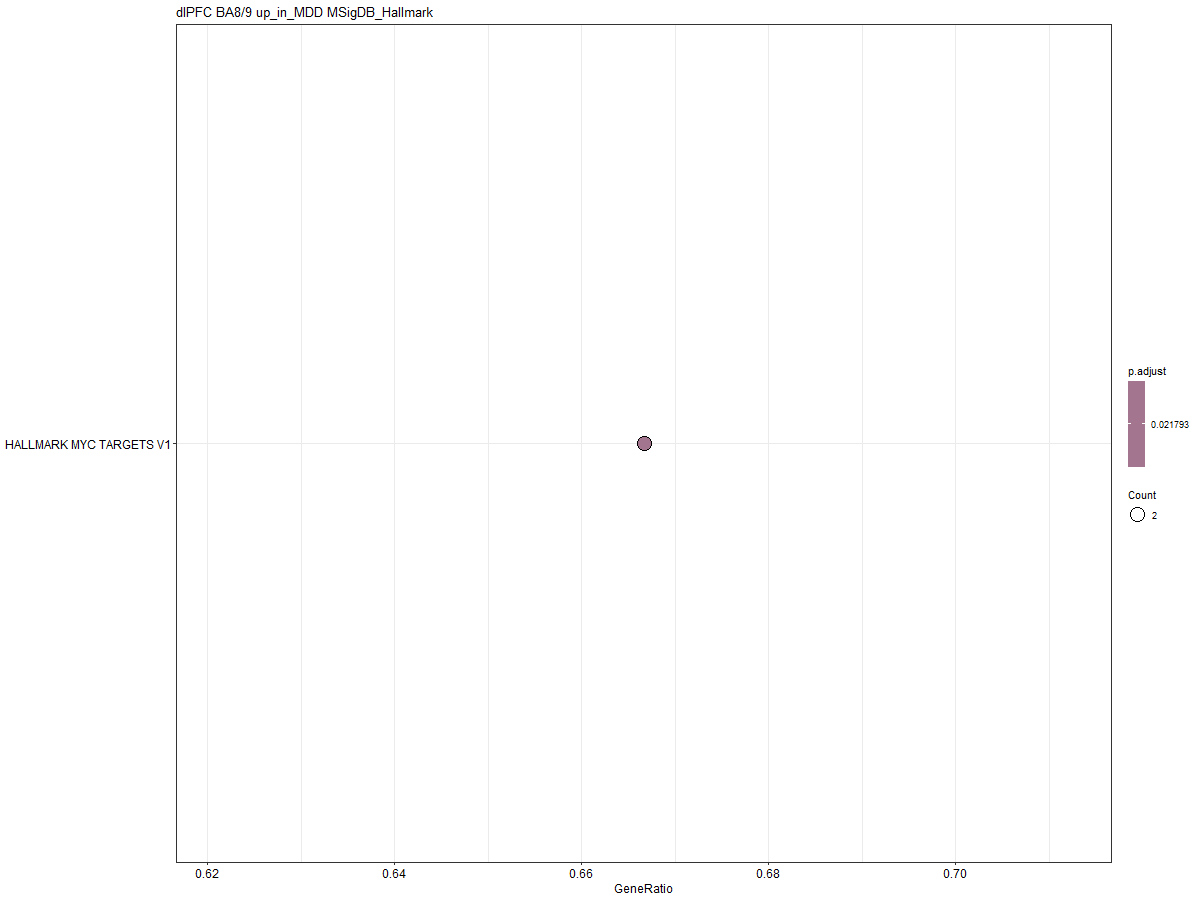 dlPFC BA8/9 up_in_MDD MSigDB_Hallmark
HALLMARK MYC TARGETS V1
p.adjust
0.021793
Count
2
0.62 0.64 0.66 0.68 0.70
GeneRatio